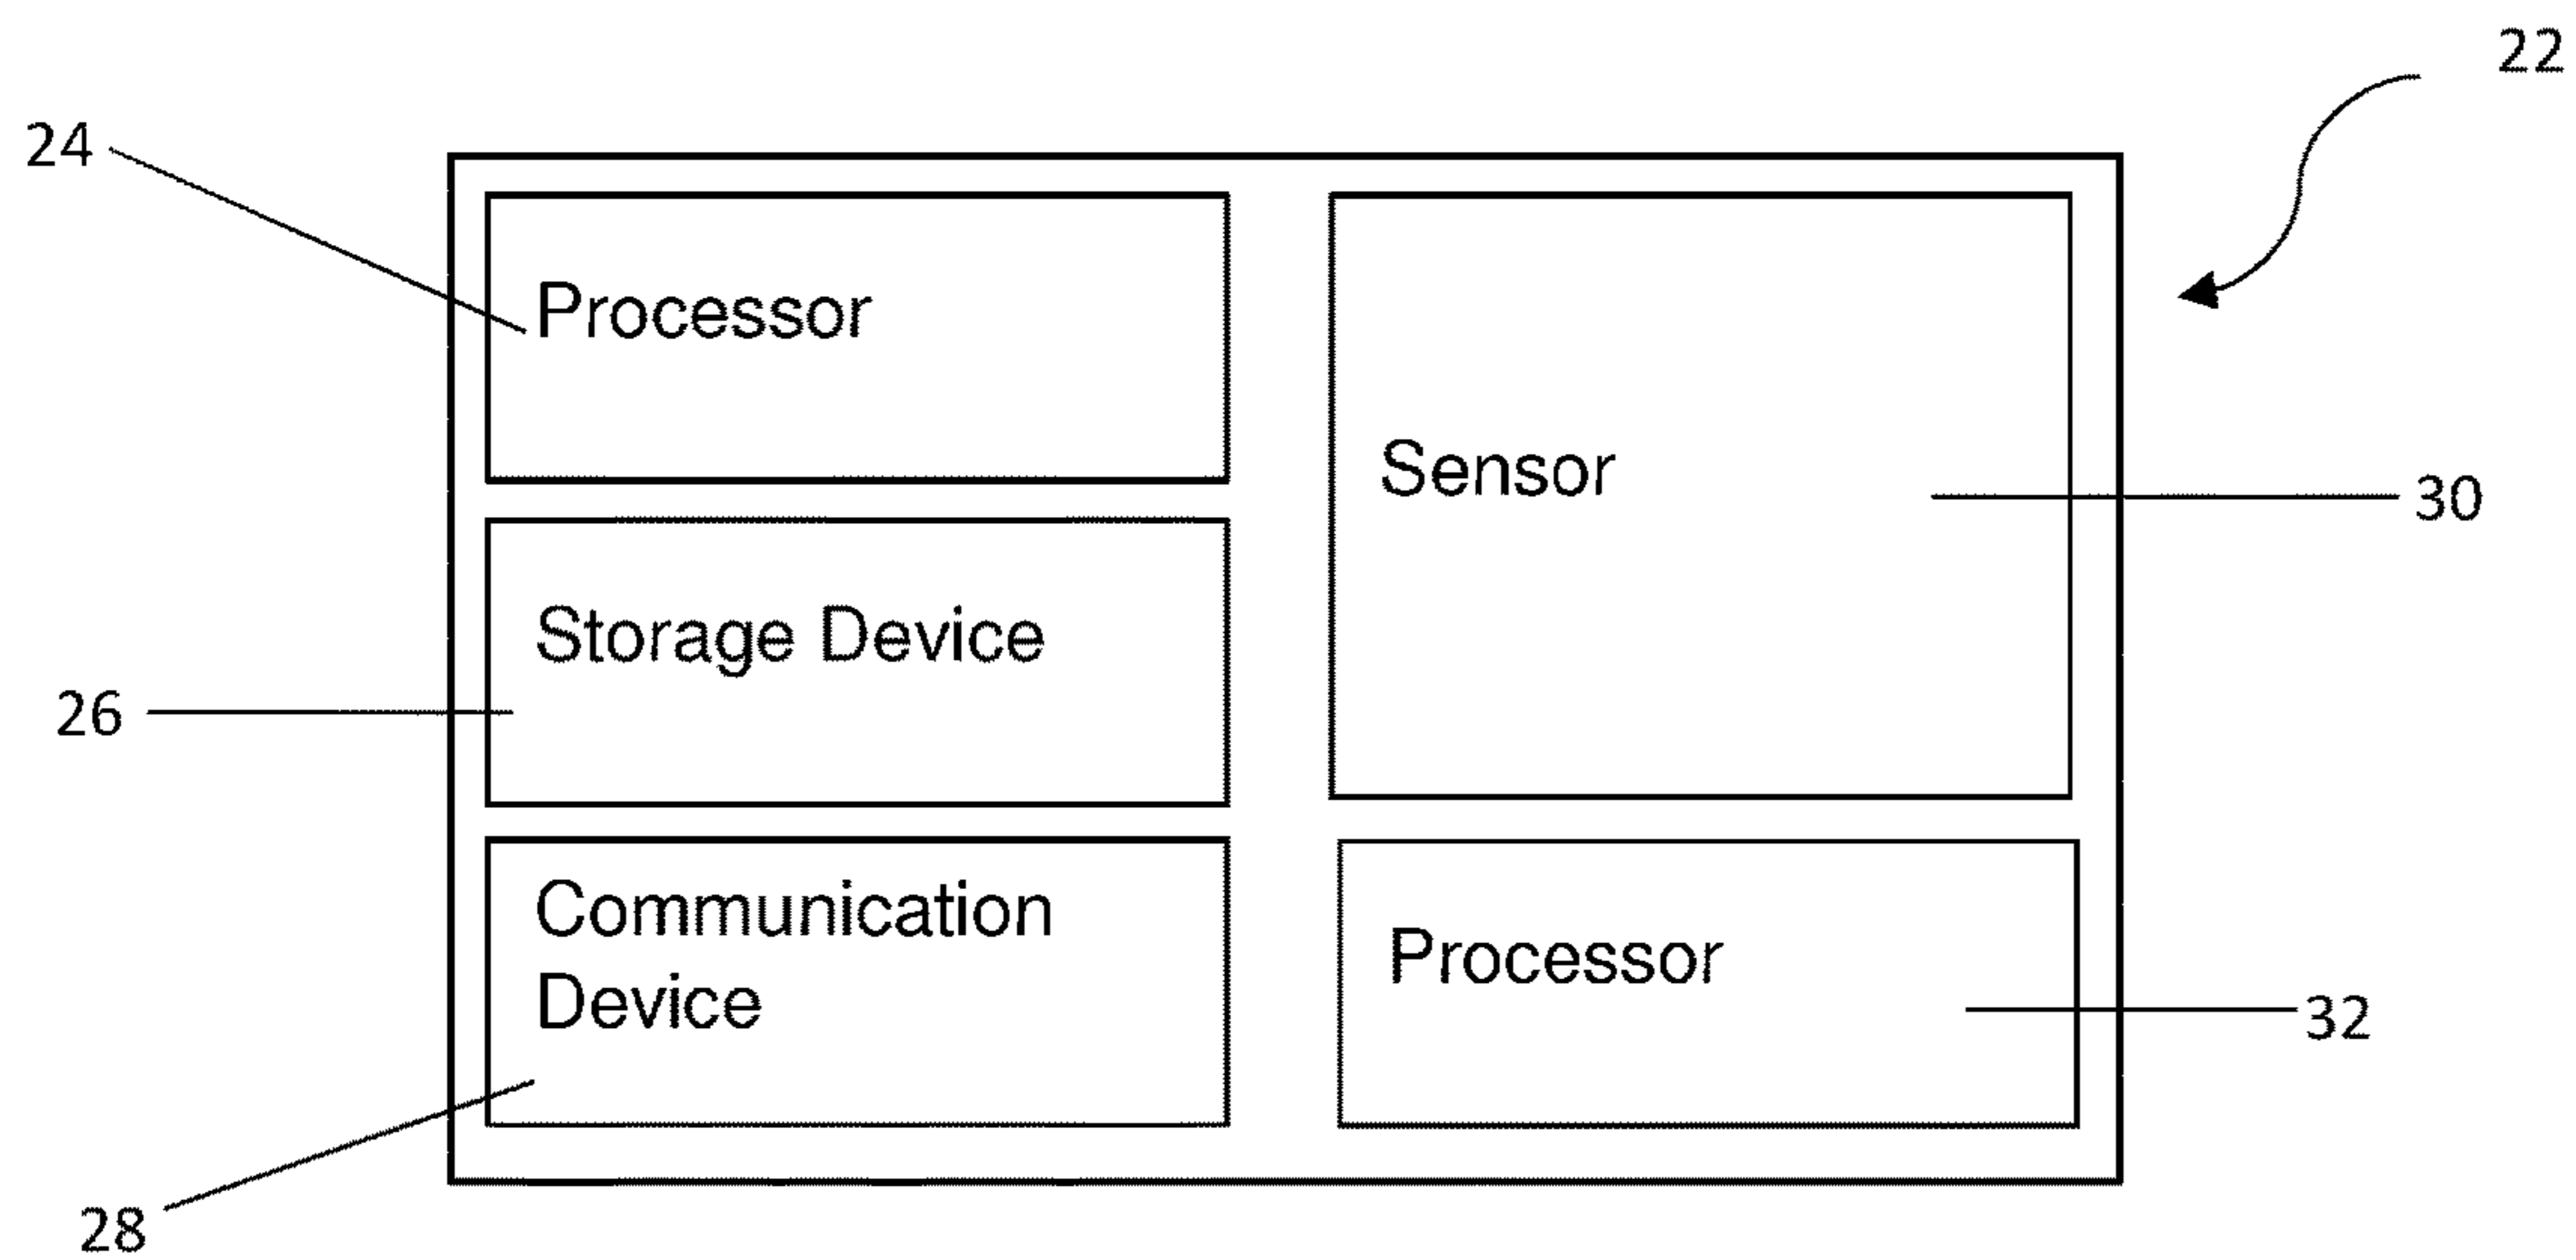 22
24
Processor
Sensor
30
Storage Device
26
Communication
Device
Processor
32
28